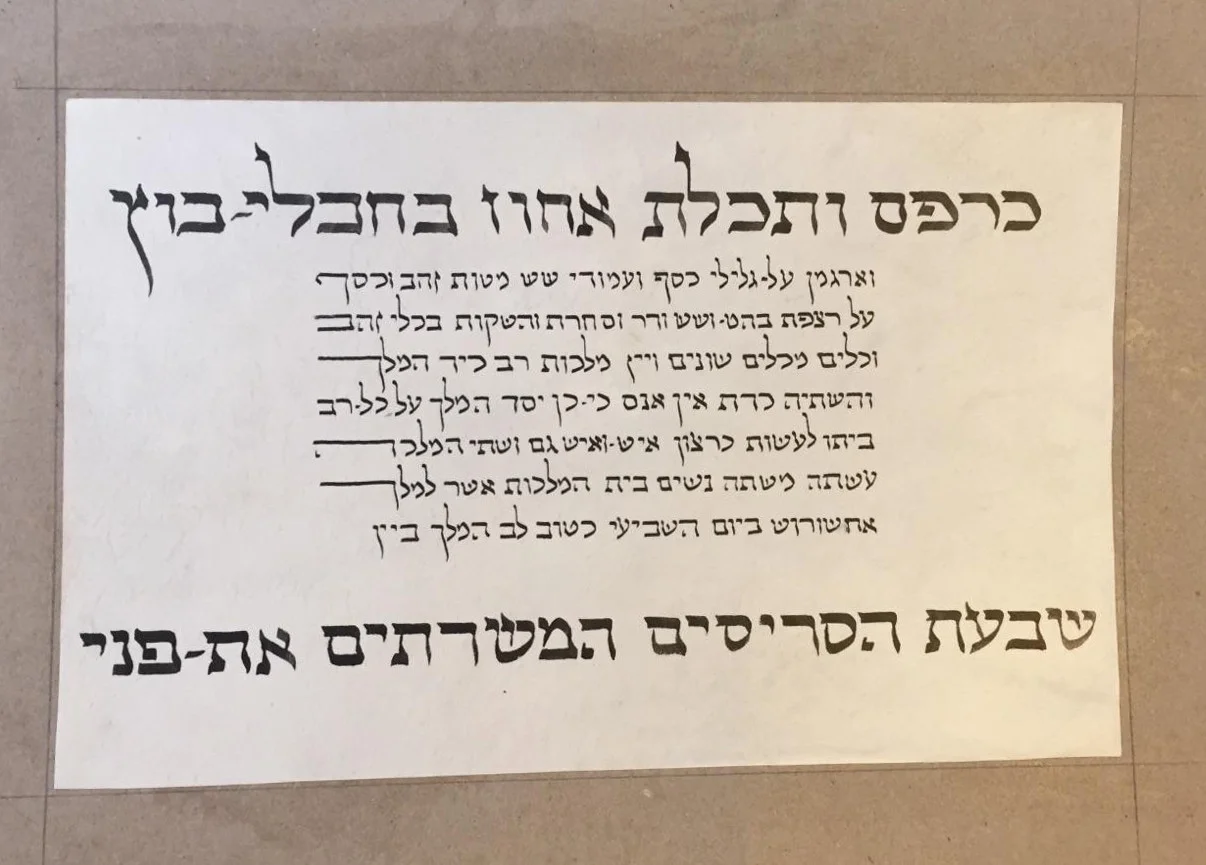 כרפס ותכלת אחוז בחבלי-בוץ
וארגמן על-גלילי כסף ועמודי שש מטות זהב וכסף
על רצפת בהט-ושש ודר וסחרת והשקות בכלי זהב
וכלים מכלים שונים ויין מלכות רב כיד המלך
והשתיה כדת אין אנס כי-כן יסד המלך על כל-רב
ביתו לעשות כרצון איש-ואיש גם ושתי המלכה
עשתה משתה נשים בית המלכות אשר למלך
אחשורוש ביום השביעי כטוב לב המלך ביין
שבעת הסריסים המשרתים את-פני